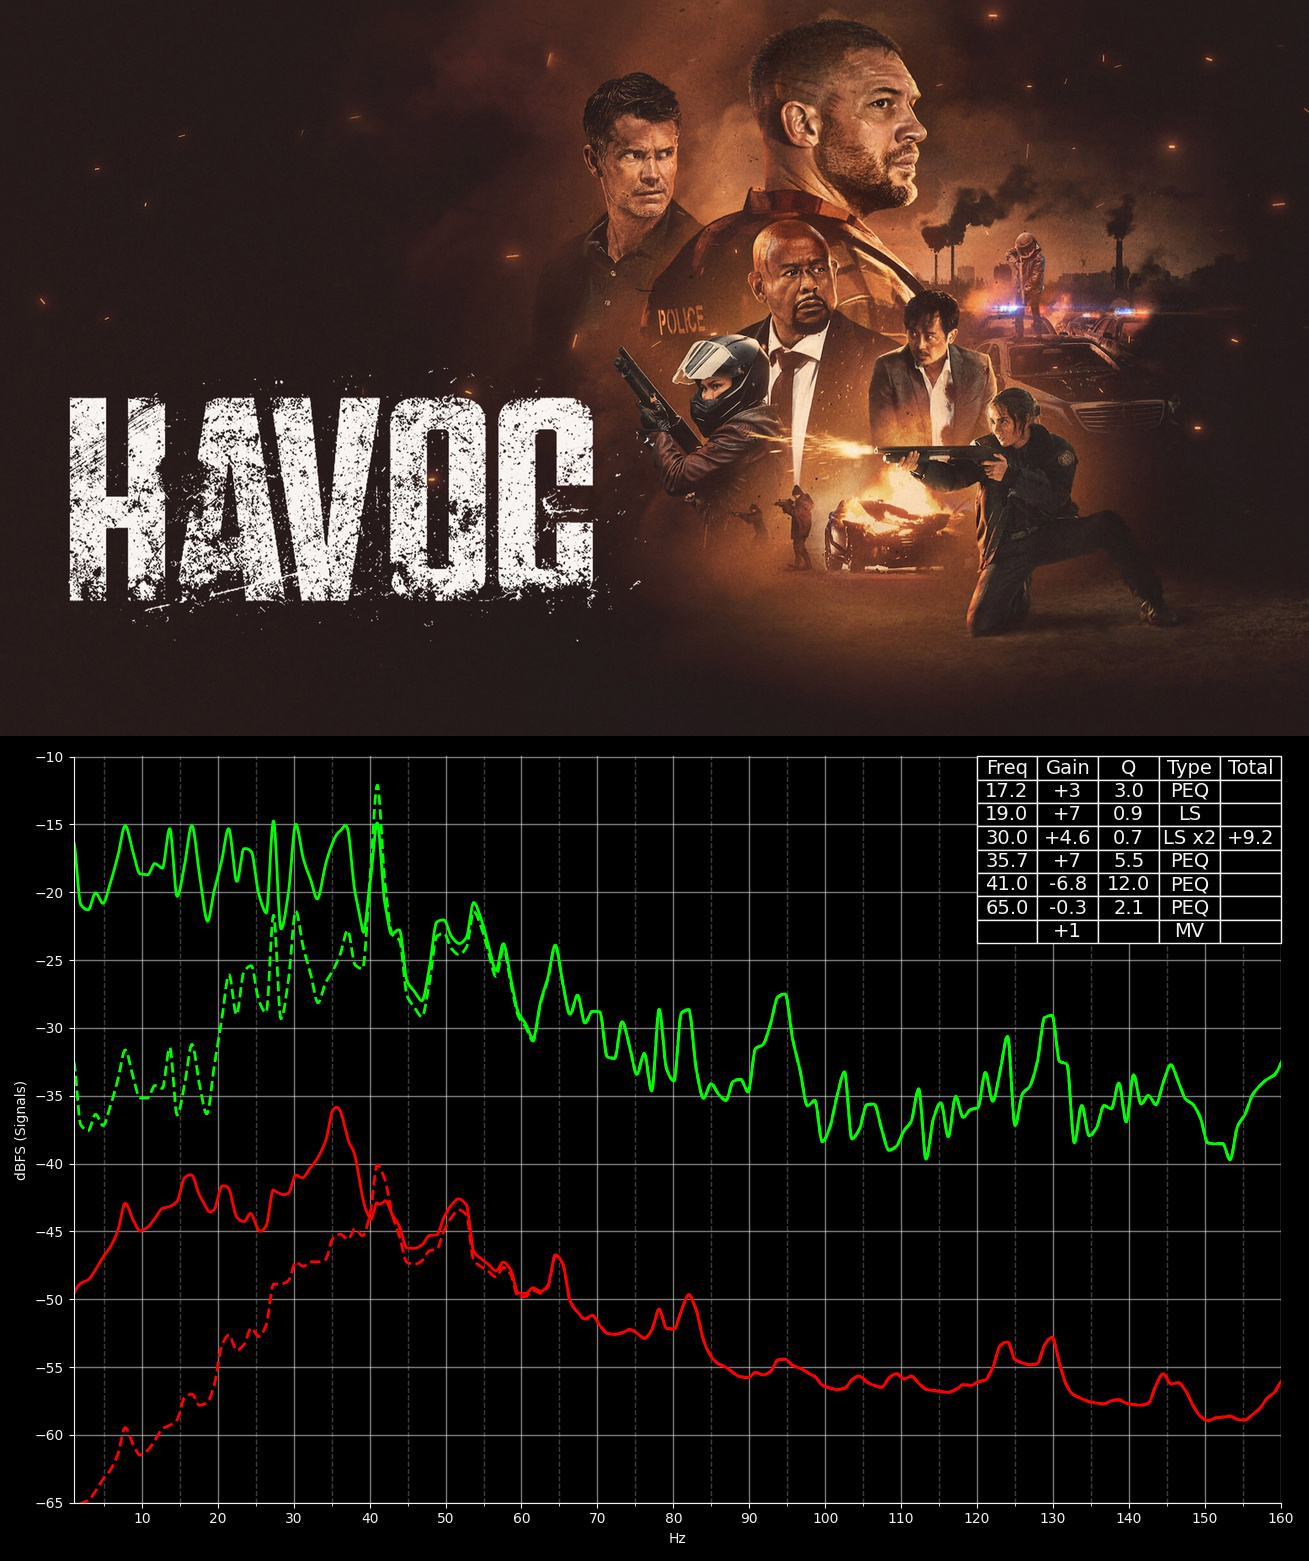 POLICE
HAVOC
Freq Gain Q Type Total
17.2 +3 3.0 PEQ
19.0 +7 0.9 LS
30.0 +4.6 0.7 LS x2 +9.2
35.7 +7 5.5 PEQ
41.0 -6.8 12.0 PEQ
65.0 -0.3 2.1 PEQ
+1 MV
−10
−15
−20
−25
−30
−35
−40
−45
−50
−55
−60
−65
dBFS (Signals)
10 20 30 40 50 60 70 80 90 100 110 120 130 140 150 160
Hz